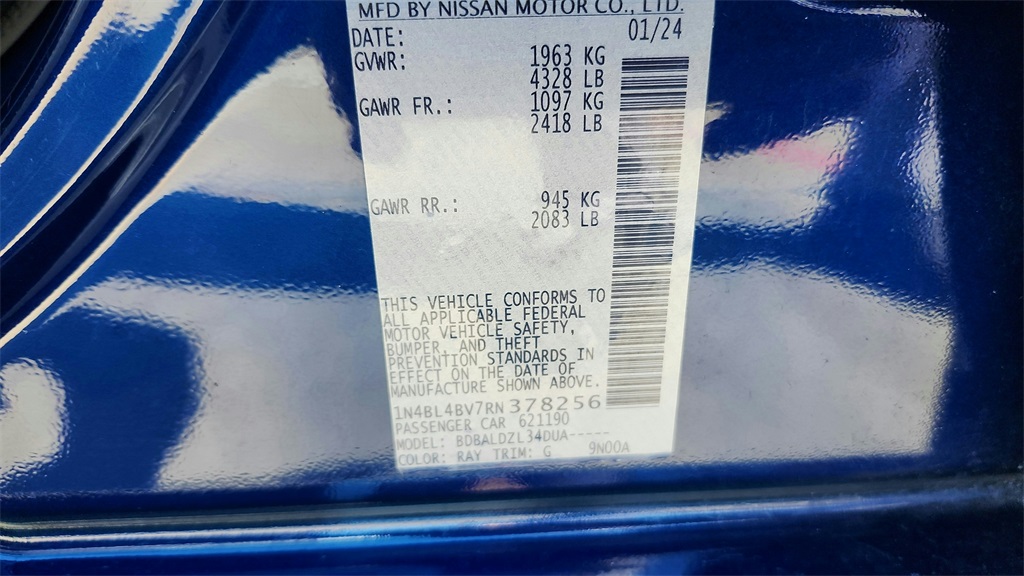 MFD BY NISSAN MOTOR CO., LTD.
DATE: 01/24
GVWR: 1963 KG
4328 LB
GAWR FR.: 1097 KG
2418 LB
GAWR RR.: 945 KG
2083 LB
THIS VEHICLE CONFORMS TO
ALL APPLICABLE FEDERAL
MOTOR VEHICLE SAFETY,
BUMPER, AND THEFT
PREVENTION STANDARDS IN
EFFECT ON THE DATE OF
MANUFACTURE SHOWN ABOVE.
1N4BL4BV7RN378256
PASSENGER CAR 621190
MODEL: BDBALDZL34DUA-----
COLOR: RAY TRIM: G 9N00A